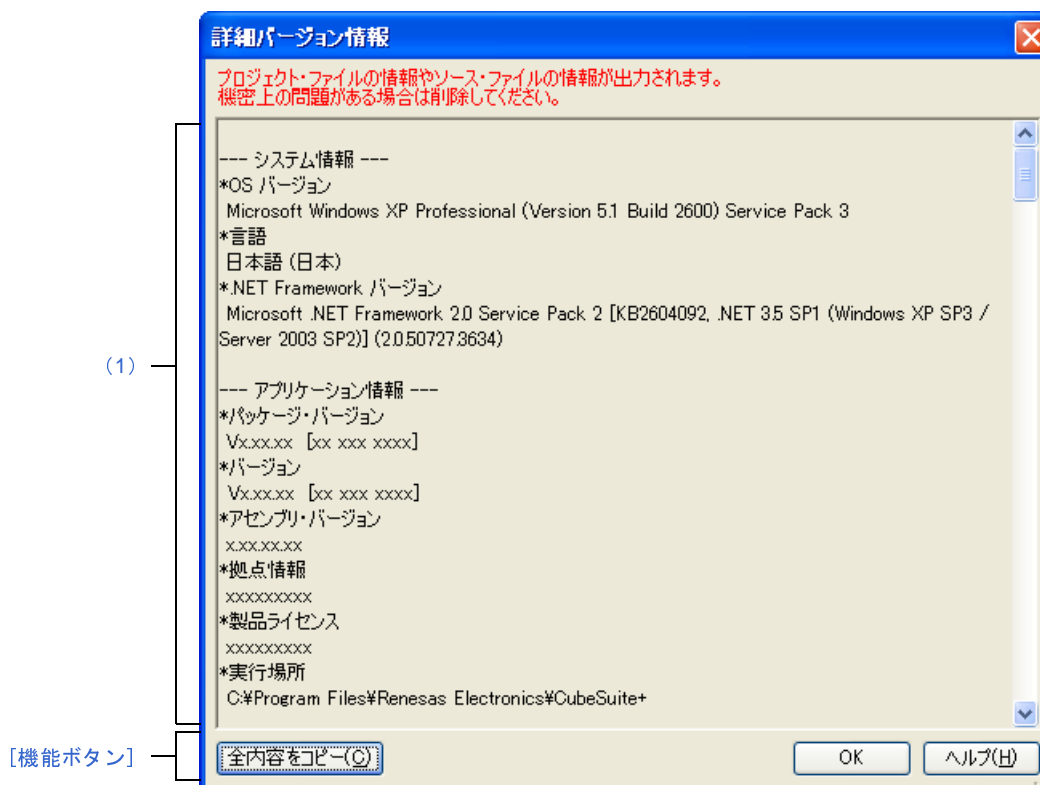 詳細バージョン情報
プロジェクト・ファイルの情報やソース・ファイルの情報が出力されます。
機密上の問題がある場合は削除してください。
--- システム情報 ---
*OS バージョン
Microsoft Windows XP Professional (Version 5.1 Build 2600) Service Pack 3
*言語
日本語 (日本)
*.NET Framework バージョン
Microsoft .NET Framework 2.0 Service Pack 2 [KB2604092, .NET 3.5 SP1 (Windows XP SP3 /
Server 2003 SP2)] (2.0.50727.3634)
(1)
--- アプリケーション情報 ---
*パッケージ・バージョン
Vx.xx.xx [xx xxx xxxx]
*バージョン
Vx.xx.xx [xx xxx xxxx]
*アセンブリ・バージョン
x.xx.xx.xx
*拠点情報
xxxxxxxxx
*製品ライセンス
xxxxxxxxx
*実行場所
C:¥Program Files¥Renesas Electronics¥CubeSuite+
[機能ボタン]
全内容をコピー(C) OK ヘルプ(H)